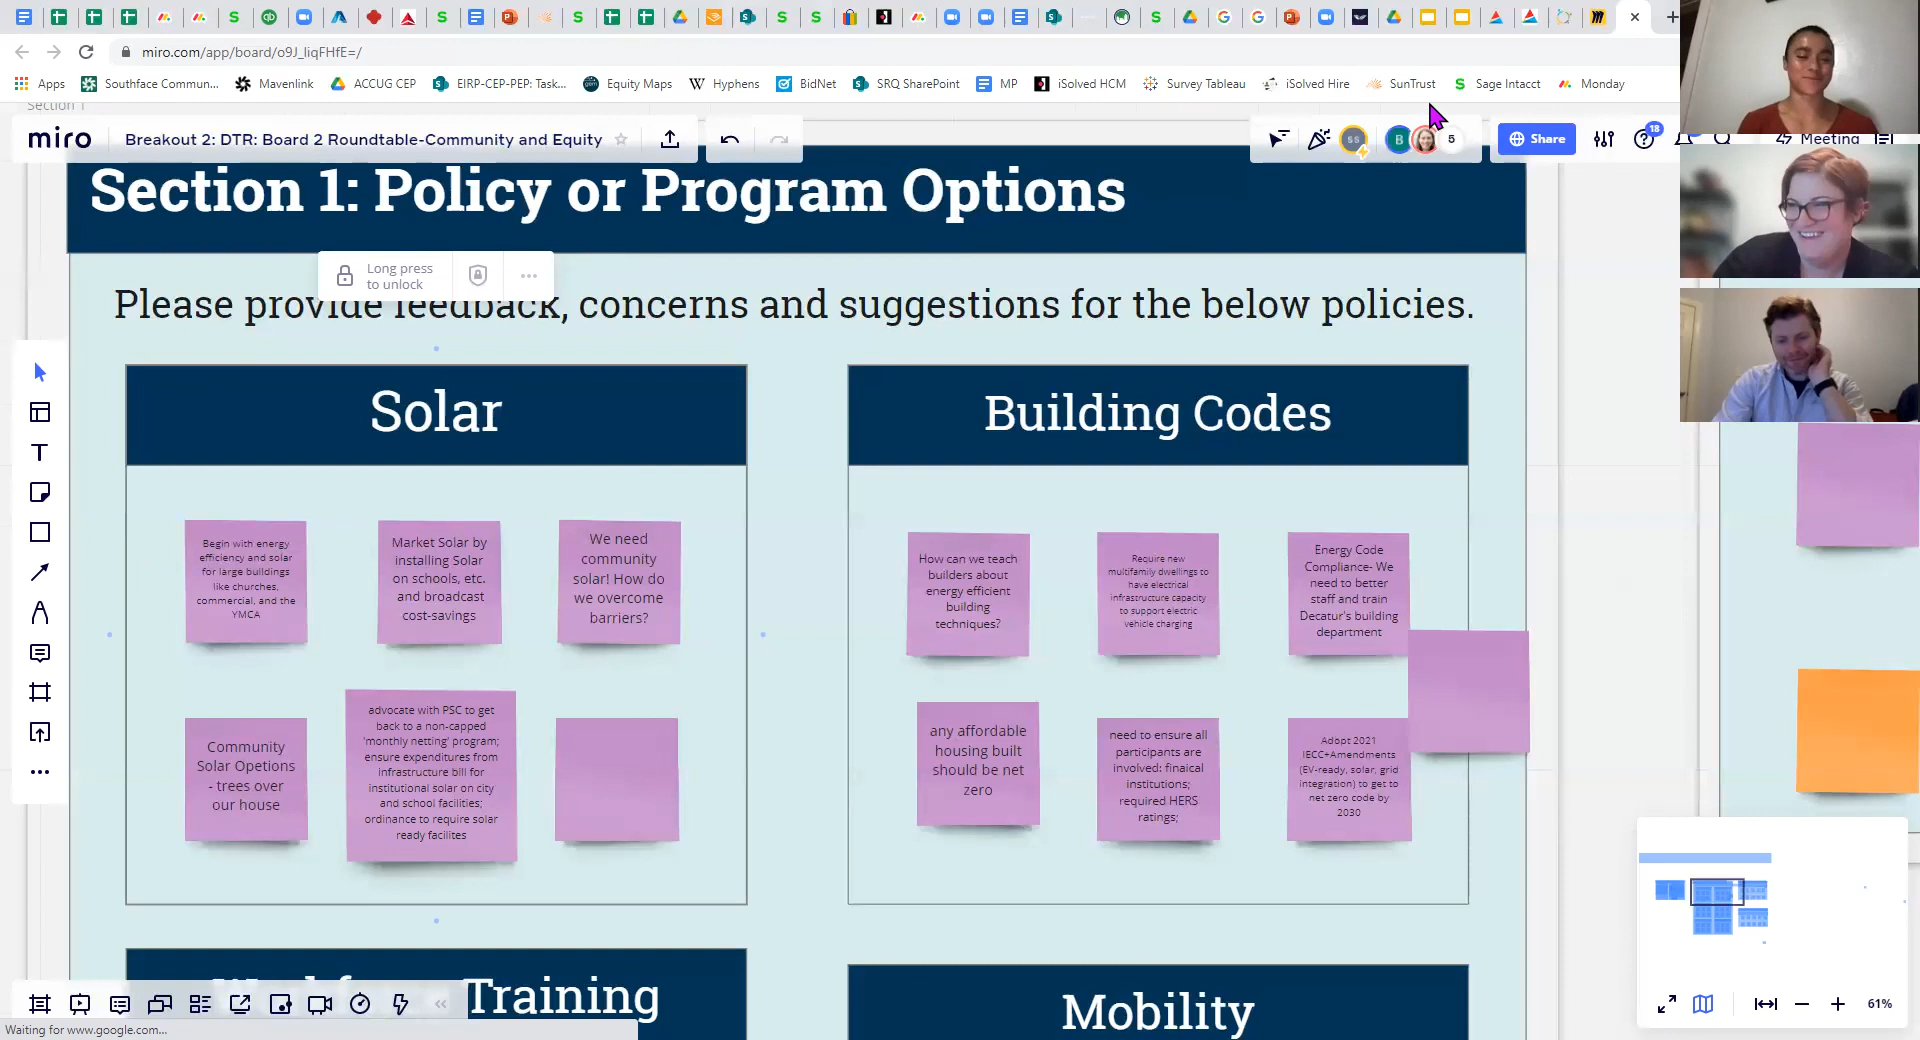 miro.com/app/board/o9J_liqFHfE=/
Apps
Southface Commun...
Mavenlink
ACCUG CEP
EIRP-CEP-PEP: Task...
Equity Maps
Hyphens
BidNet
SRQ SharePoint
MP
iSolved HCM
Survey Tableau
iSolved Hire
SunTrust
Sage Intacct
Monday
Section 1
miro
Breakout 2: DTR: Board 2 Roundtable-Community and Equity
SS
B
5
Share
18
Meeting
Section 1: Policy or Program Options
Long press
to unlock
Please provide feedback, concerns and suggestions for the below policies.
Solar
Begin with energy
efficiency and solar
for large buildings
like churches,
commercial, and the
YMCA
Market Solar by
installing Solar
on schools, etc.
and broadcast
cost-savings
We need
community
solar! How do
we overcome
barriers?
Community
Solar Opetions
- trees over
our house
advocate with PSC to get
back to a non-capped
'monthly netting' program;
ensure expenditures from
infrastructure bill for
institutional solar on city
and school facilities;
ordinance to require solar
ready facilites
Building Codes
How can we teach
builders about
energy efficient
building
techniques?
Require new
multifamily dwellings to
have electrical
infrastructure capacity
to support electric
vehicle charging
Energy Code
Compliance- We
need to better
staff and train
Decatur's building
department
any affordable
housing built
should be net
zero
need to ensure all
participants are
involved: finaical
institutions;
required HERS
ratings;
Adopt 2021
IECC+Amendments
(EV-ready, solar, grid
integration) to get to
net zero code by
2030
Training
Mobility
61%
Waiting for www.google.com...